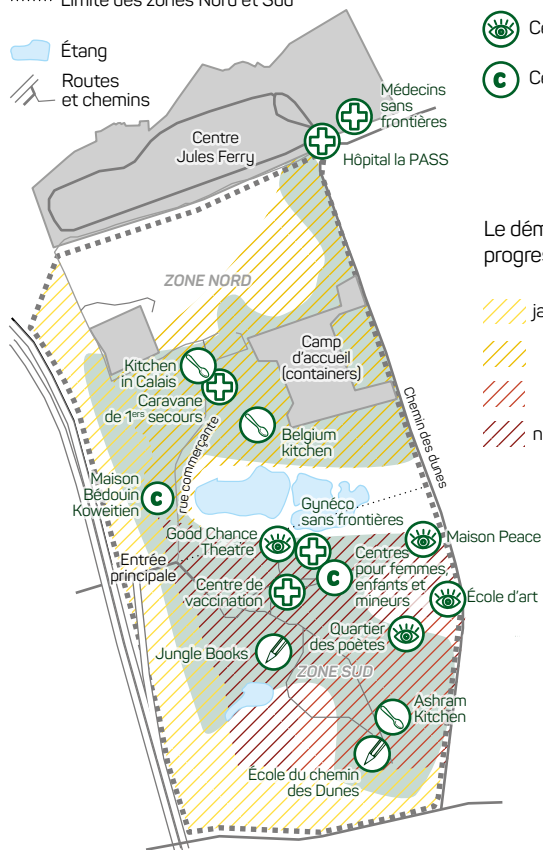 Limite des zones Nord et Sud
Étang
Routes
et chemins
C
Médecins
sans
frontières
Hôpital la PASS
Centre
Jules Ferry
Le dém
progres
ZONE NORD
ja
n
Camp
d'accueil
(containers)
Kitchen
in Calais
Caravane
de 1ers secours
rue commerçante
Belgium
kitchen
Chemin des dunes
Maison
Bédouin
Koweitien
C
Gynéco
sans frontières
Good Chance
Theatre
Maison Peace
Entrée
principale
Centres
pour femmes,
enfants et
mineurs
C
Centre de
vaccination
École d'art
Quartier
des poètes
Jungle Books
ZONE SUD
Ashram
Kitchen
École du chemin
des Dunes